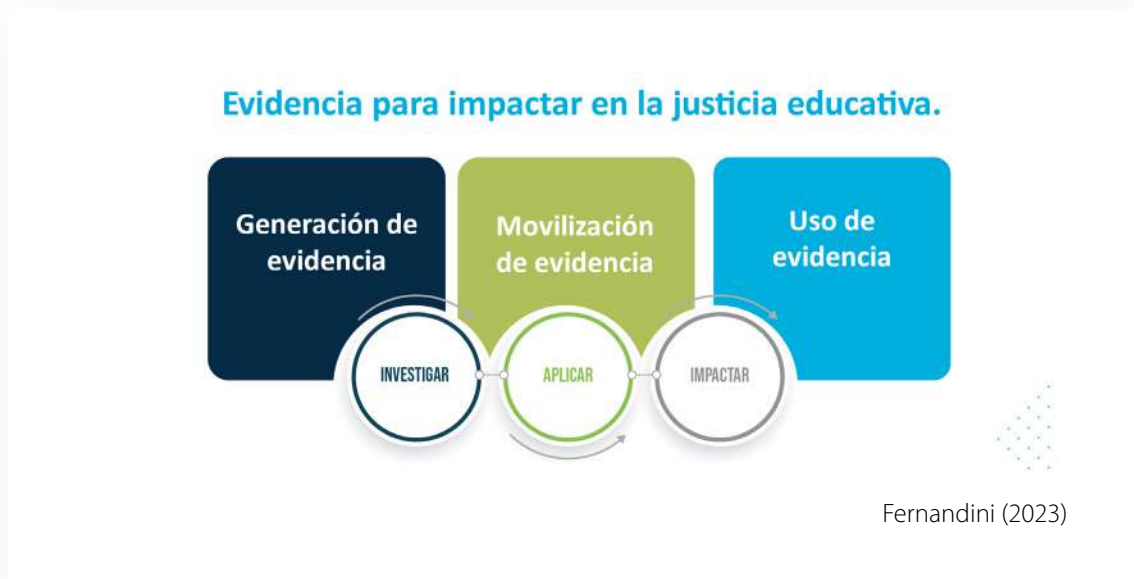 Evidencia para impactar en la justicia educativa.
Generación de
evidencia
Movilización
de evidencia
Uso de
evidencia
INVESTIGAR
APLICAR
IMPACTAR
Fernandini (2023)